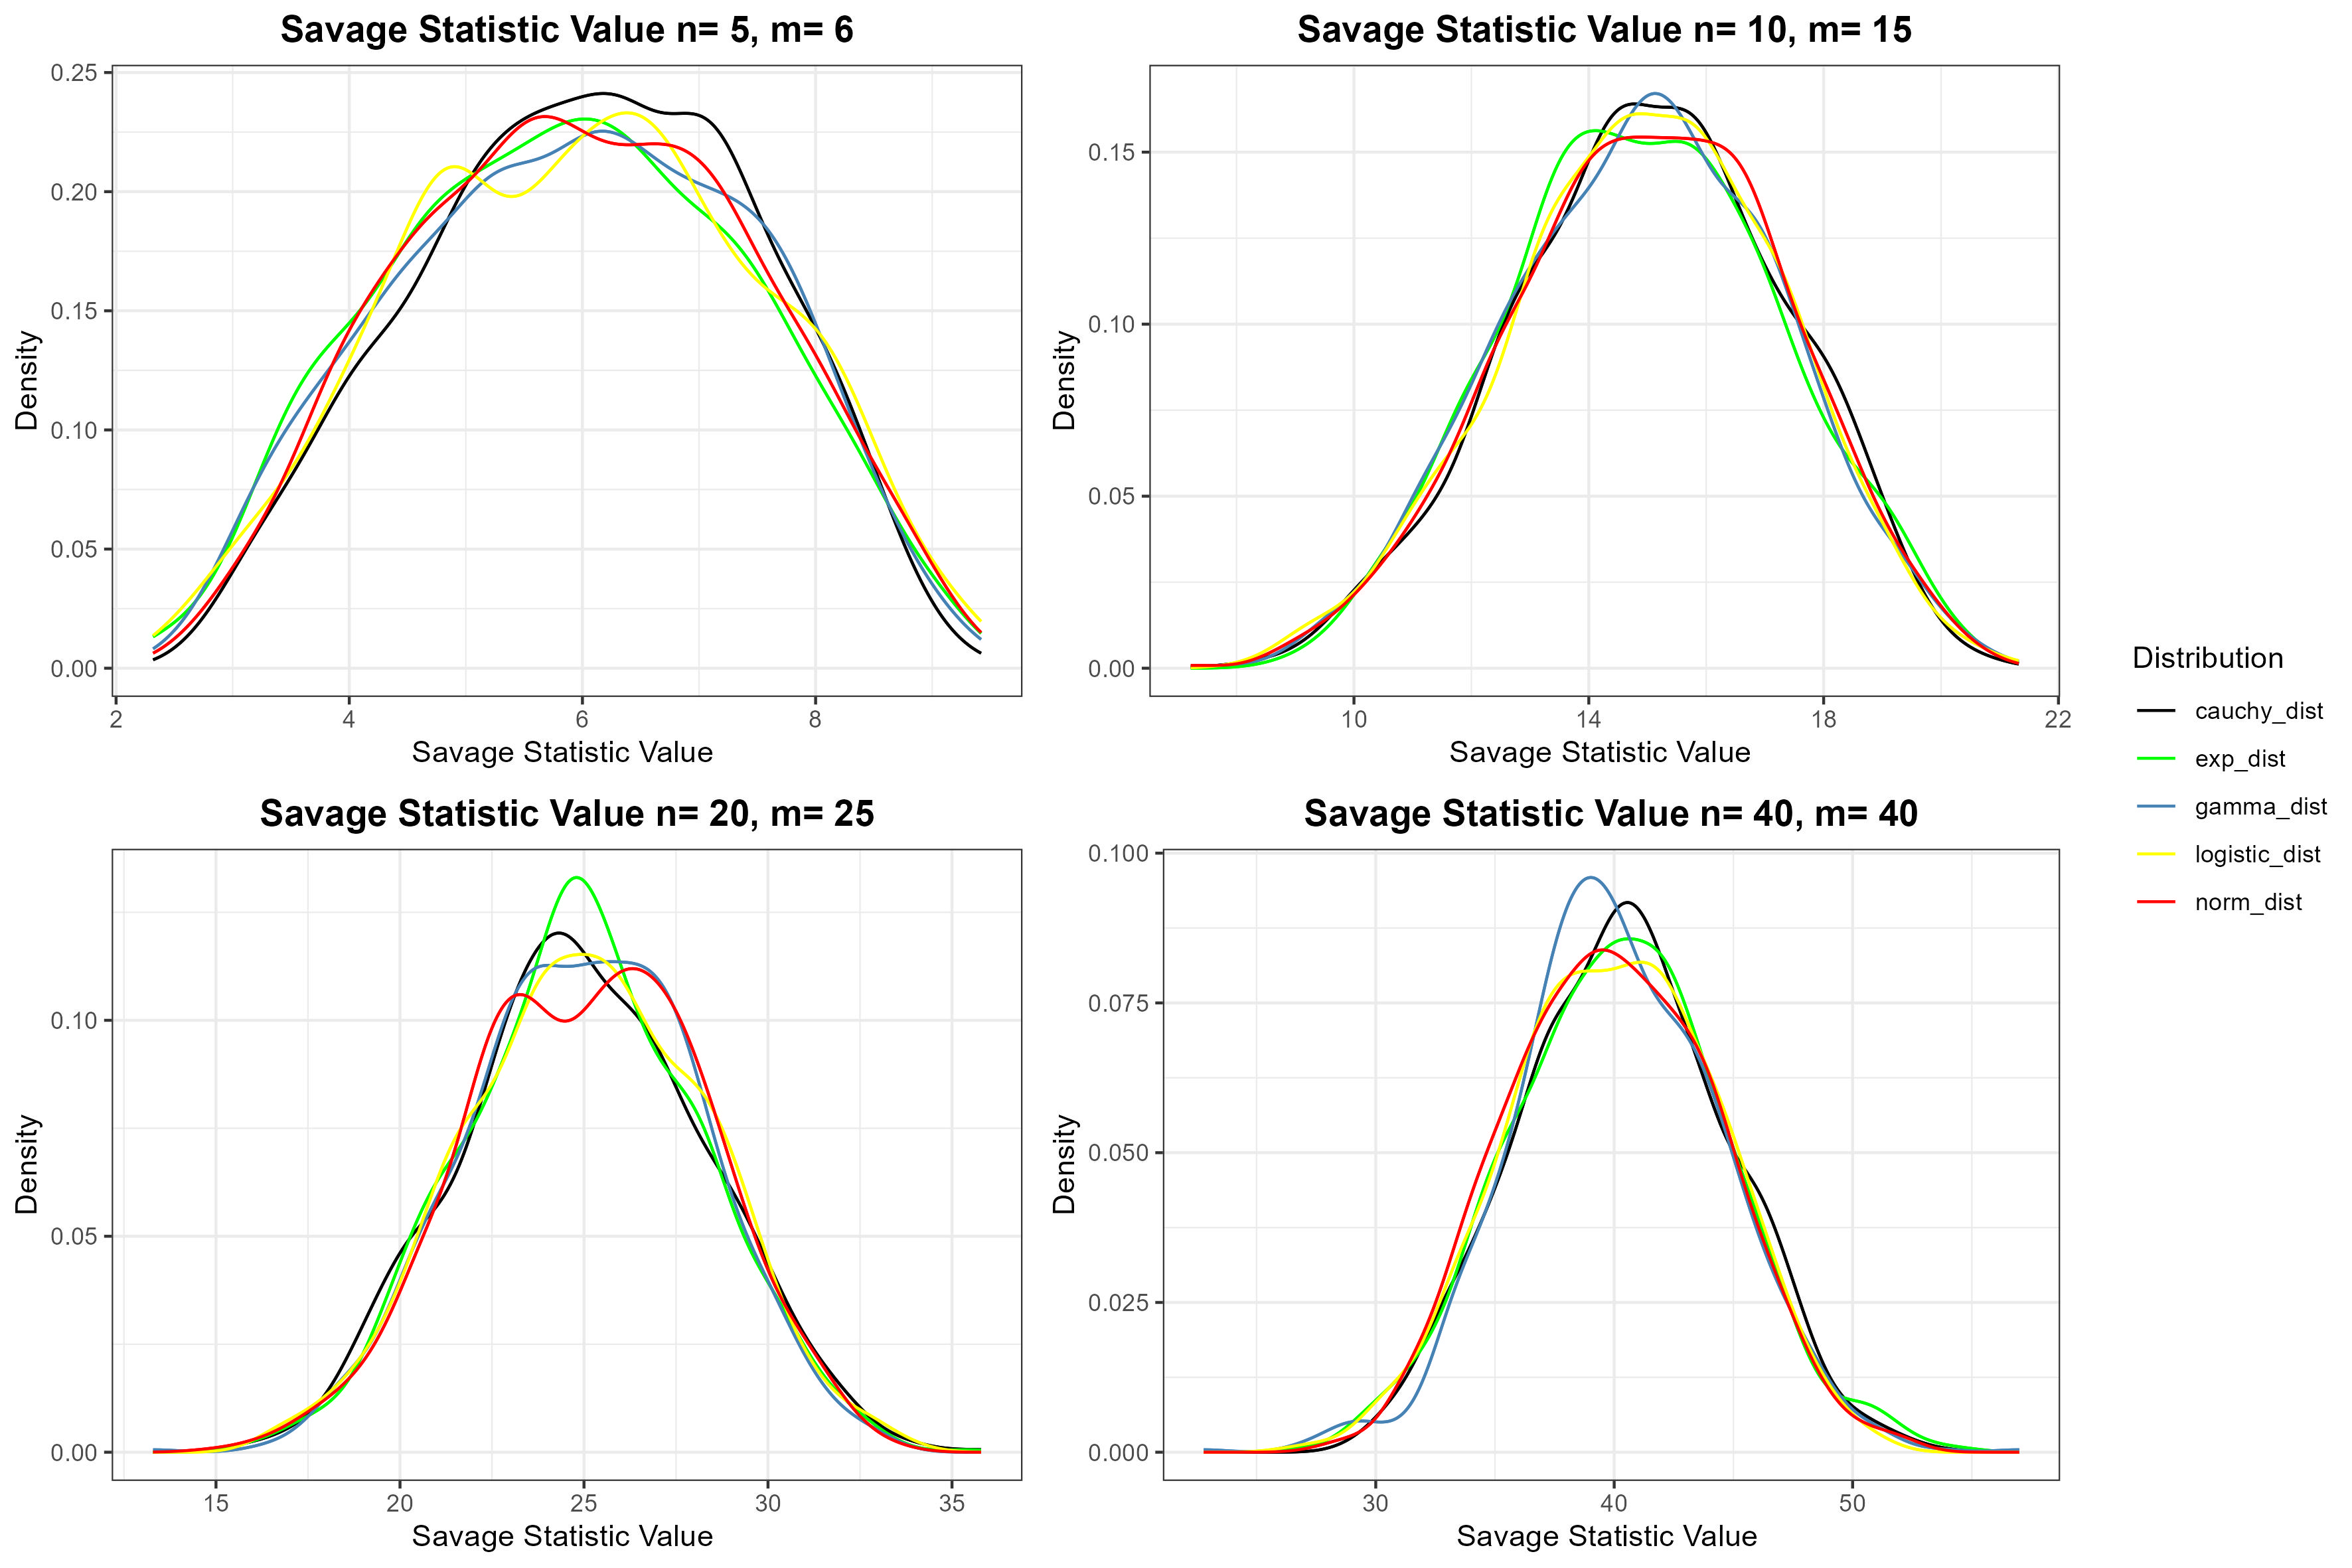 Savage Statistic Value n= 5, m= 6
0.25
0.20
0.15
0.10
0.05
0.00
Density
2 4 6 8
Savage Statistic Value
Savage Statistic Value n= 10, m= 15
0.15
0.10
0.05
0.00
Density
10 14 18 22
Savage Statistic Value
Savage Statistic Value n= 20, m= 25
0.10
0.05
0.00
Density
15 20 25 30 35
Savage Statistic Value
Savage Statistic Value n= 40, m= 40
0.100
0.075
0.050
0.025
0.000
Density
30 40 50
Savage Statistic Value
Distribution
cauchy_dist
exp_dist
gamma_dist
logistic_dist
norm_dist